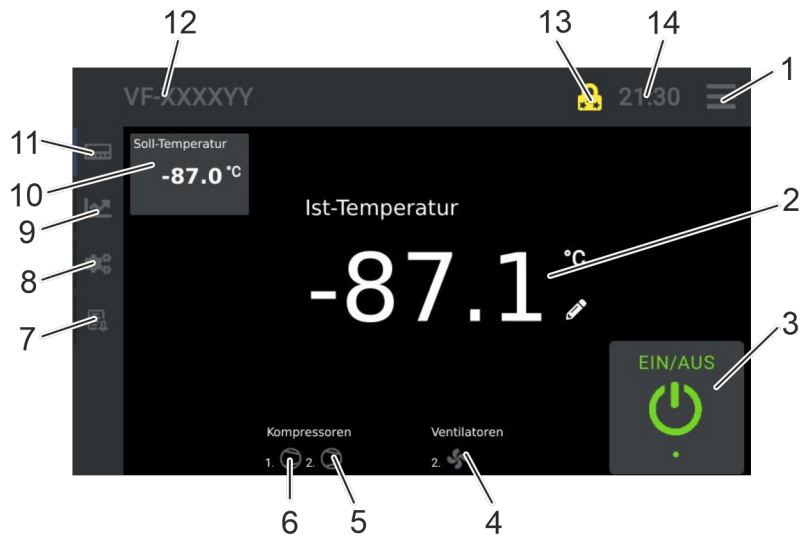 12
13
14
1
VF-XXXXYY
21:30
11
Soll-Temperatur
10
-87.0 °C
Ist-Temperatur
2
9
-87.1 °C
8
7
EIN/AUS
3
Kompressoren
Ventilatoren
1. 2.
2.
6
5
4